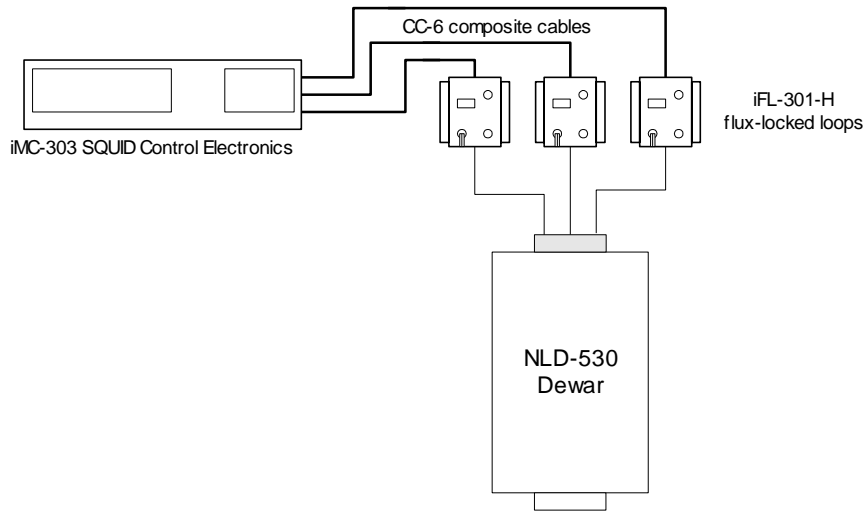 CC-6 composite cables
iFL-301-H
flux-locked loops
iMC-303 SQUID Control Electronics
NLD-530
Dewar